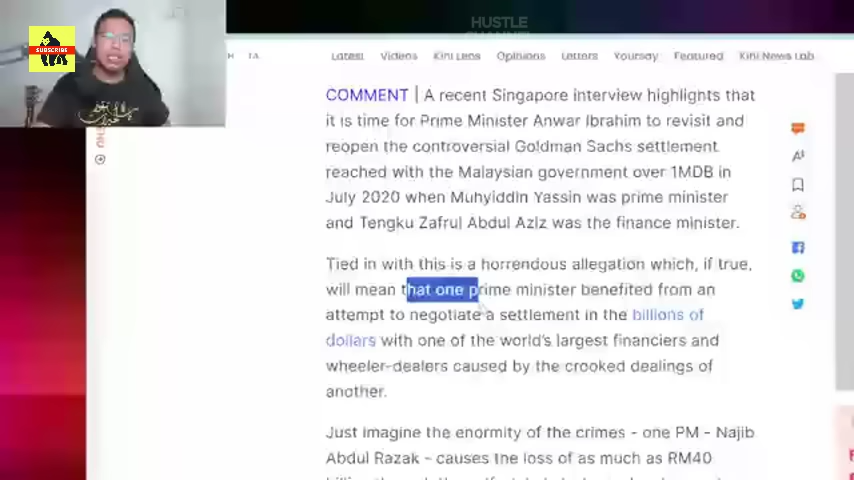 HUSTLE
CHANNEL
SUBSCRIBE
Latest Videos Kini Lens Opinions Letters Yoursay Featured Kini News Lab
COMMENT | A recent Singapore interview highlights that
it is time for Prime Minister Anwar Ibrahim to revisit and
reopen the controversial Goldman Sachs settlement
reached with the Malaysian government over 1MDB in
July 2020 when Muhyiddin Yassin was prime minister
and Tengku Zafrul Abdul Aziz was the finance minister.
Tied in with this is a horrendous allegation which, if true,
will mean that one prime minister benefited from an
attempt to negotiate a settlement in the billions of
dollars with one of the world's largest financiers and
wheeler-dealers caused by the crooked dealings of
another.
Just imagine the enormity of the crimes - one PM - Najib
Abdul Razak - causes the loss of as much as RM40